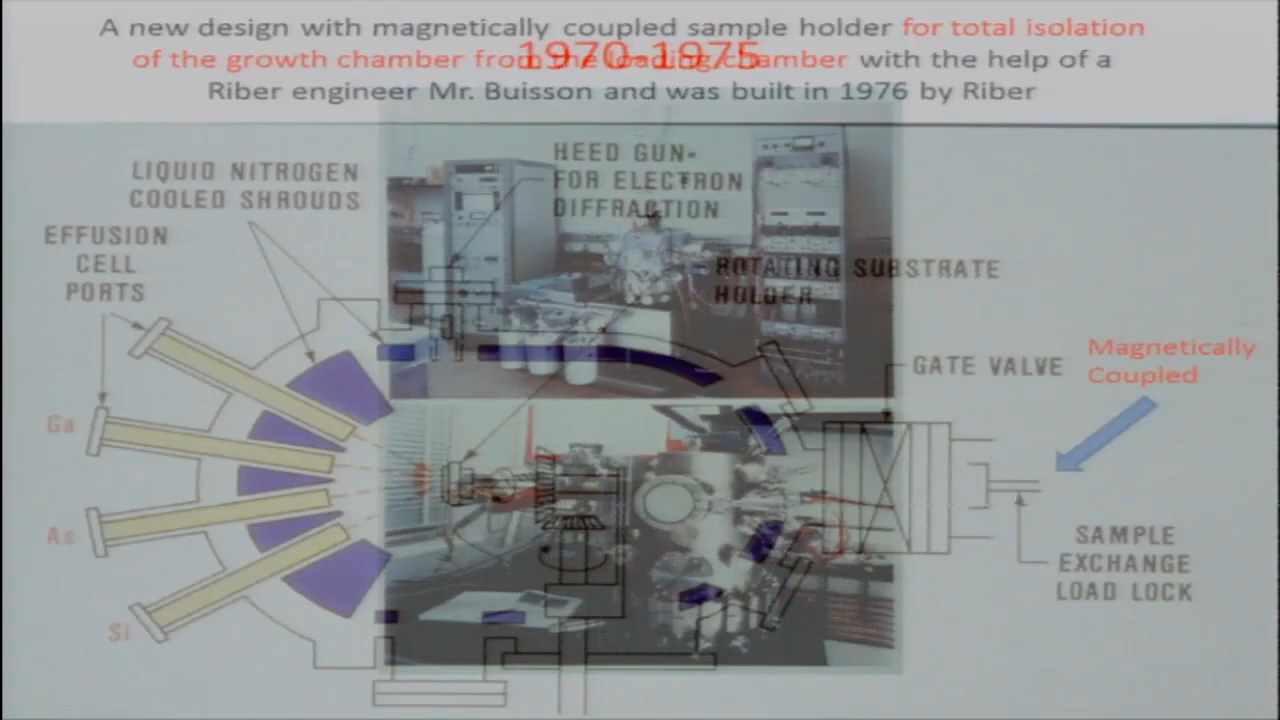 A new design with magnetically coupled sample holder for total isolation
of the growth chamber from the loading chamber with the help of a
1970-1975
Riber engineer Mr. Buisson and was built in 1976 by Riber
HEED GUN-
FOR ELECTRON
DIFFRACTION
LIQUID NITROGEN
COOLED SHROUDS
EFFUSION
CELL
PORTS
ROTATING SUBSTRATE
HOLDER
GATE VALVE
Magnetically
Coupled
Ga
As
Si
SAMPLE
EXCHANGE
LOAD LOCK